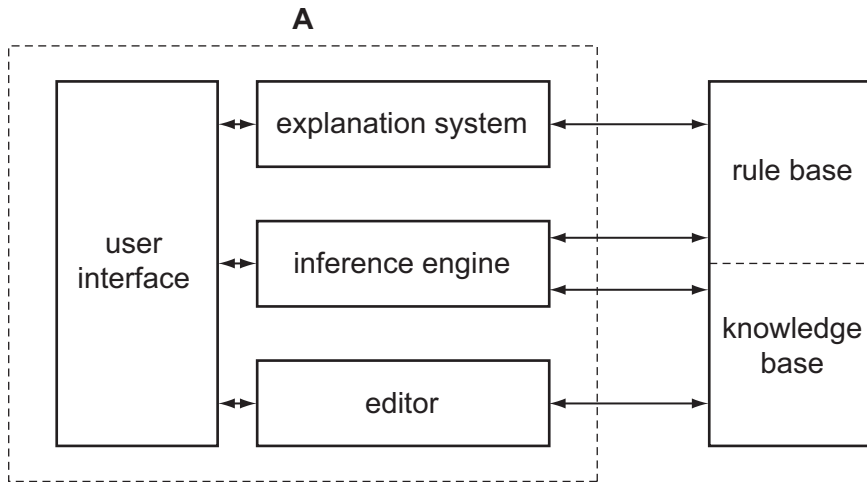 A
explanation system
rule base
user
interface
inference engine
knowledge
base
editor